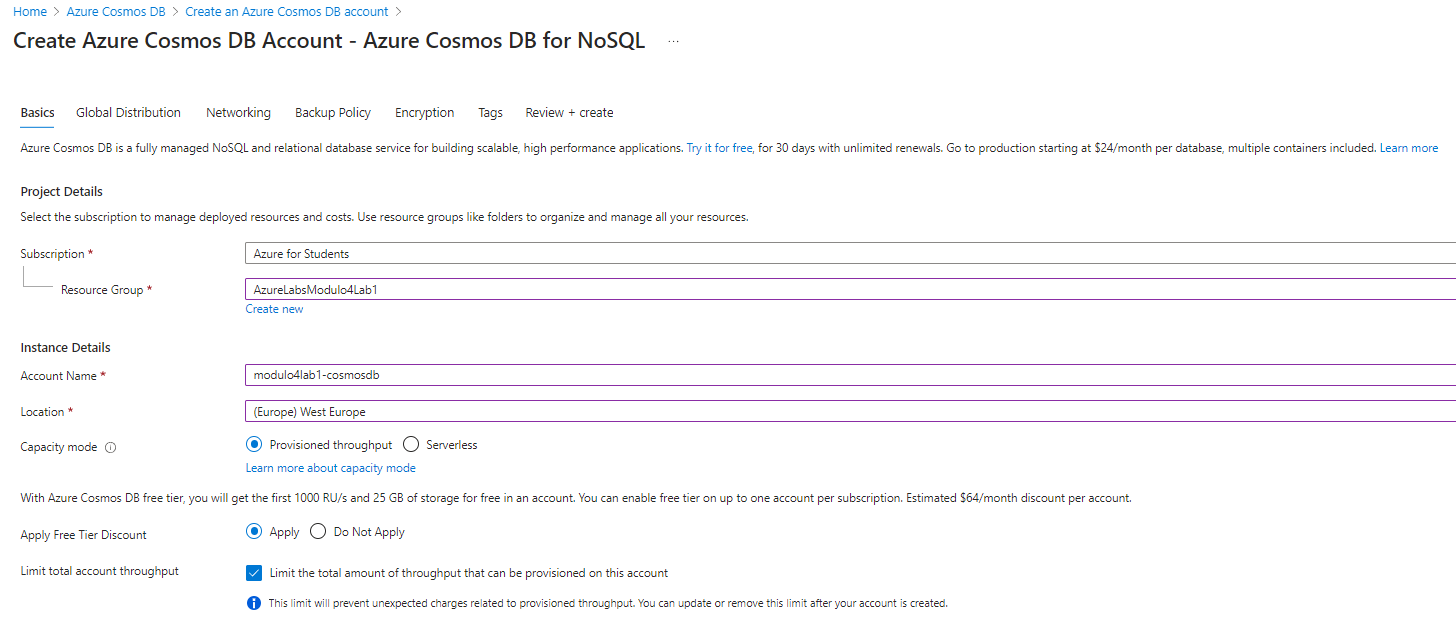 Home > Azure Cosmos DB > Create an Azure Cosmos DB account >
Create Azure Cosmos DB Account - Azure Cosmos DB for NoSQL ...
Basics Global Distribution Networking Backup Policy Encryption Tags Review + create
Azure Cosmos DB is a fully managed NoSQL and relational database service for building scalable, high performance applications. Try it for free, for 30 days with unlimited renewals. Go to production starting at $24/month per database, multiple containers included. Learn more
Project Details
Select the subscription to manage deployed resources and costs. Use resource groups like folders to organize and manage all your resources.
Subscription * Azure for Students
Resource Group * AzureLabsModulo4Lab1
Create new
Instance Details
Account Name * modulo4lab1-cosmosdb
Location * (Europe) West Europe
Capacity mode Provisioned throughput Serverless
Learn more about capacity mode
With Azure Cosmos DB free tier, you will get the first 1000 RU/s and 25 GB of storage for free in an account. You can enable free tier on up to one account per subscription. Estimated $64/month discount per account.
Apply Free Tier Discount Apply Do Not Apply
Limit total account throughput Limit the total amount of throughput that can be provisioned on this account
This limit will prevent unexpected charges related to provisioned throughput. You can update or remove this limit after your account is created.